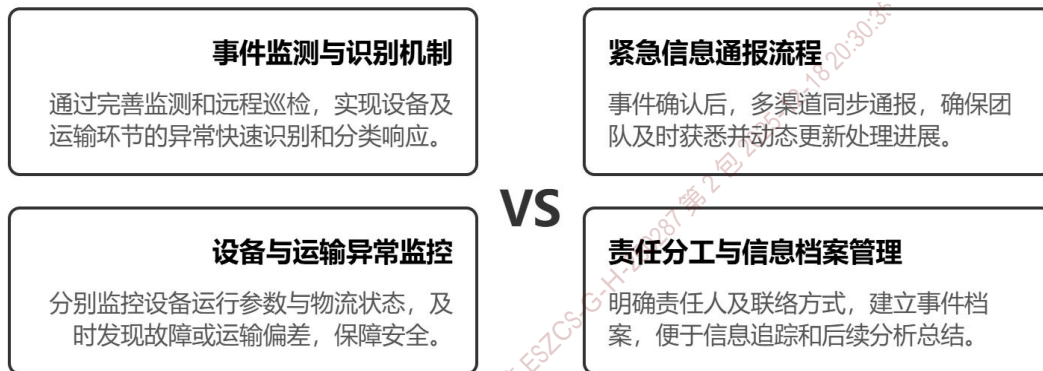 事件监测与识别机制
通过完善监测和远程巡检，实现设备及
运输环节的异常快速识别和分类响应。
紧急信息通报流程
事件确认后，多渠道同步通报，确保团
队及时获悉并动态更新处理进展。
VS
设备与运输异常监控
分别监控设备运行参数与物流状态，及
时发现故障或运输偏差，保障安全。
责任分工与信息档案管理
明确责任人及联络方式，建立事件档
案，便于信息追踪和后续分析总结。